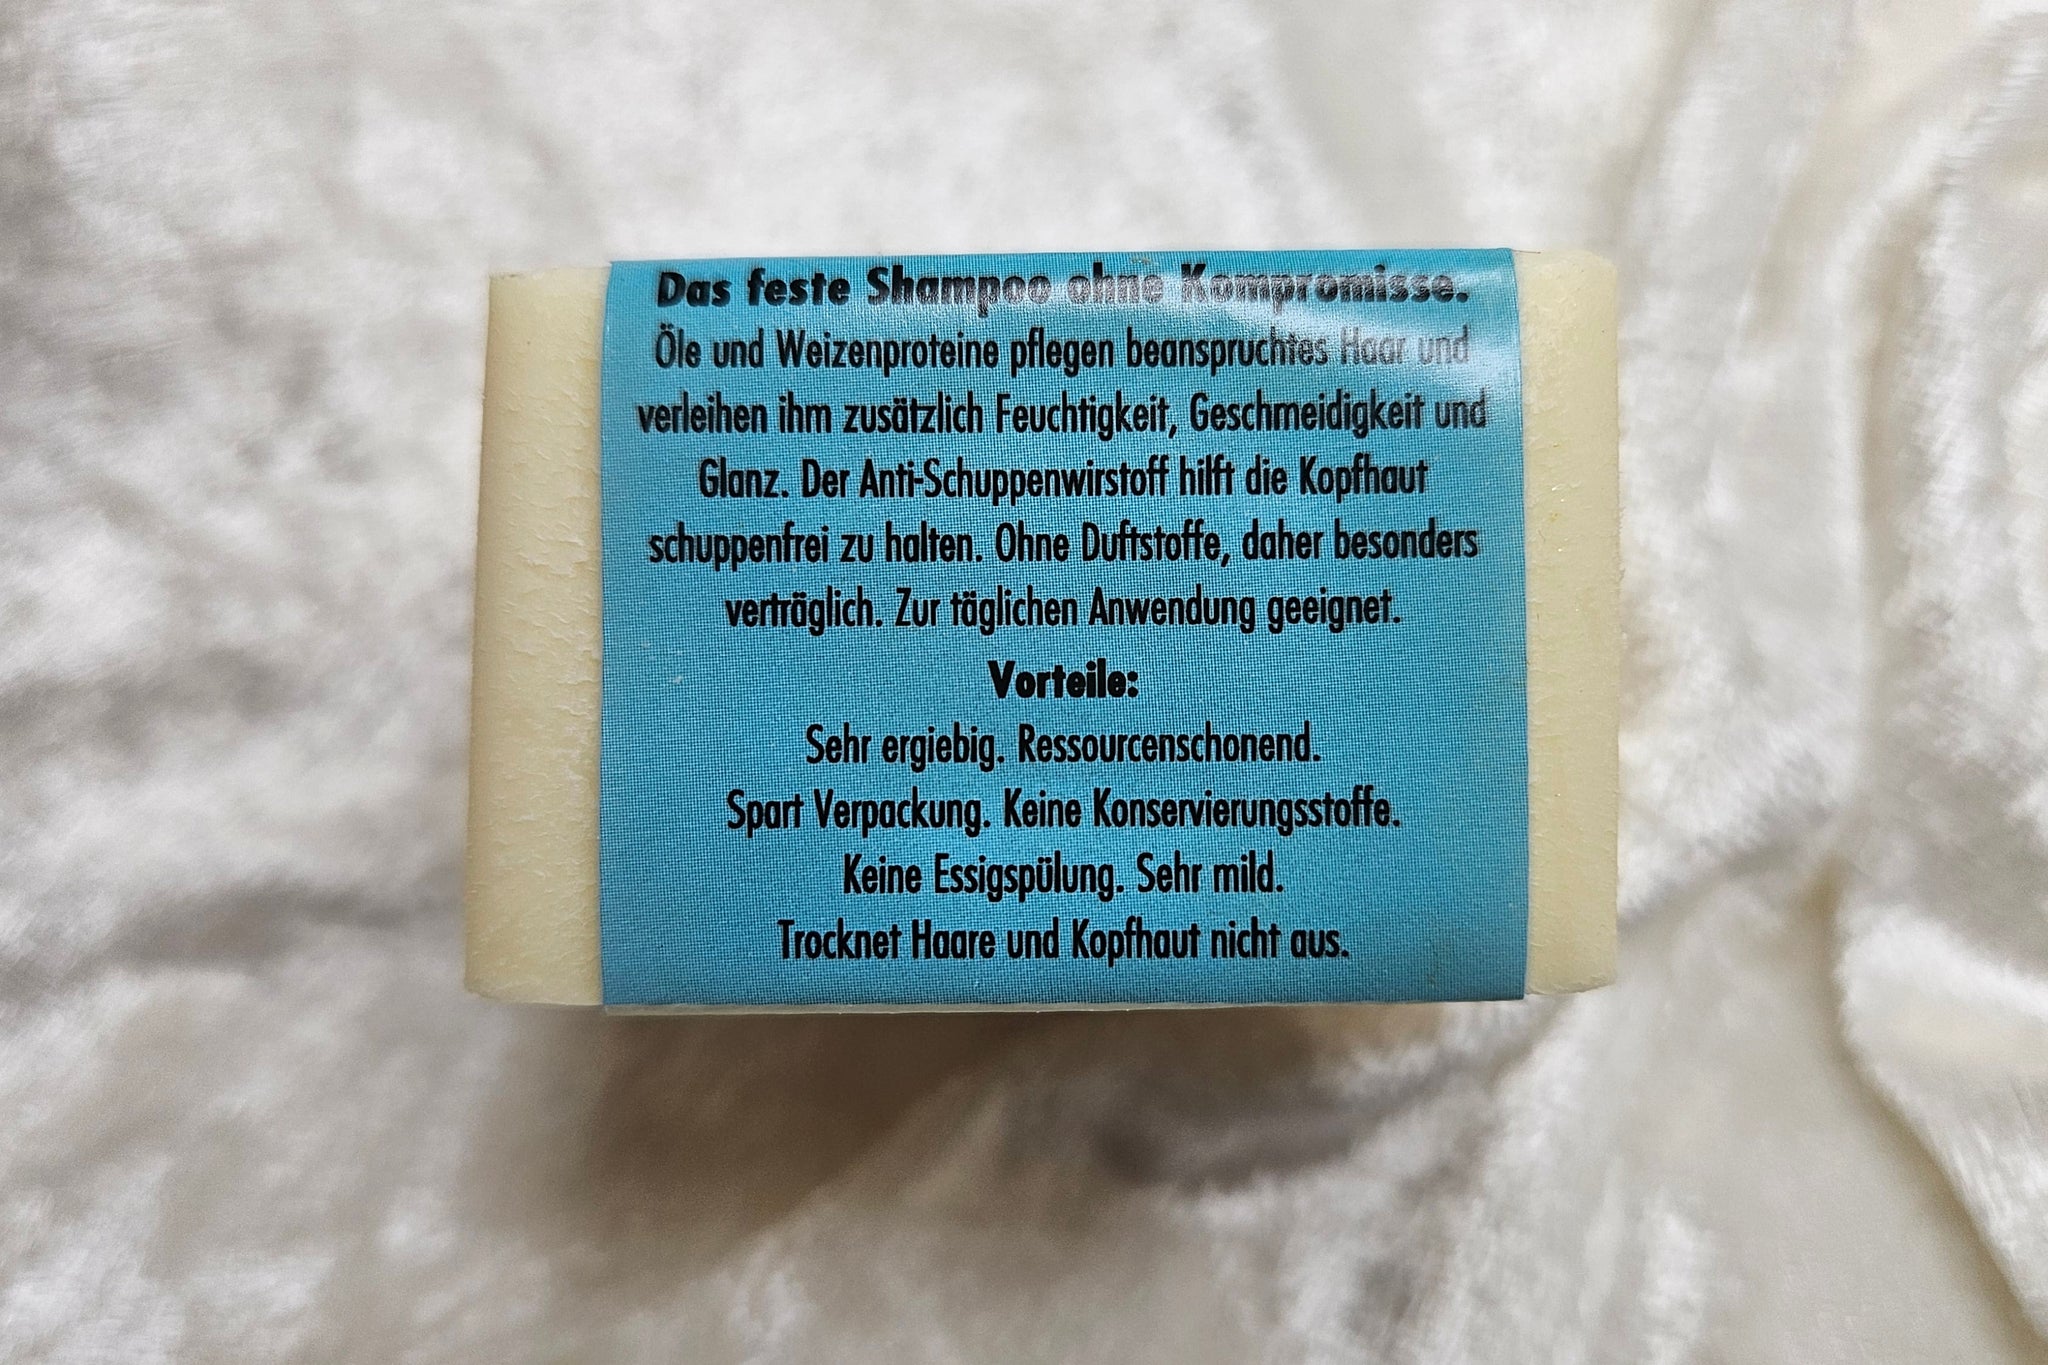 Das feste Shampoo ohne Kompromisse.
Öle und Weizenproteine pflegen beanspruchtes Haar und
verleihen ihm zusätzlich Feuchtigkeit, Geschmeidigkeit und
Glanz. Der Anti-Schuppenwirstoff hilft die Kopfhaut
schuppenfrei zu halten. Ohne Duftstoffe, daher besonders
verträglich. Zur täglichen Anwendung geeignet.
Vorteile:
Sehr ergiebig. Ressourcenschonend.
Spart Verpackung. Keine Konservierungsstoffe.
Keine Essigspülung. Sehr mild.
Trocknet Haare und Kopfhaut nicht aus.